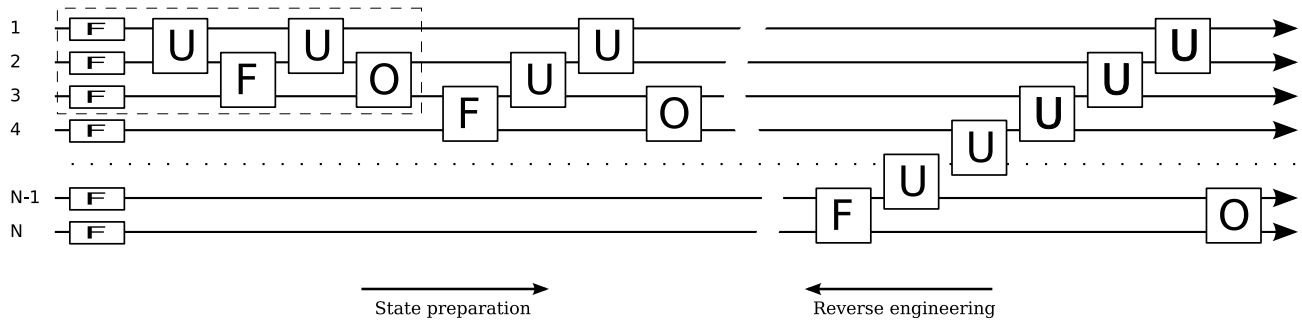 1 F U U U U
2 F F O U U
3 F F O U
4 F U
N-1 F U
N F O
State preparation Reverse engineering